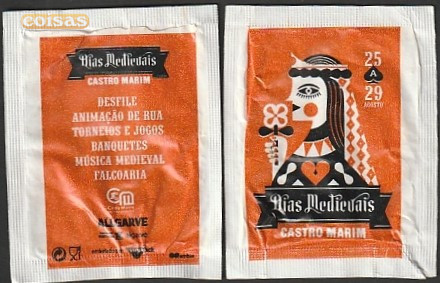 coisas
Dias Medievais
CASTRO MARIM
DESFILE
ANIMAÇÃO DE RUA
TORNEIOS E JOGOS
BANQUETES
MÚSICA MEDIEVAL
FALCOARIA
ALLGARVE
25
A
29
AGOSTO
Dias Medievais
CASTRO MARIM